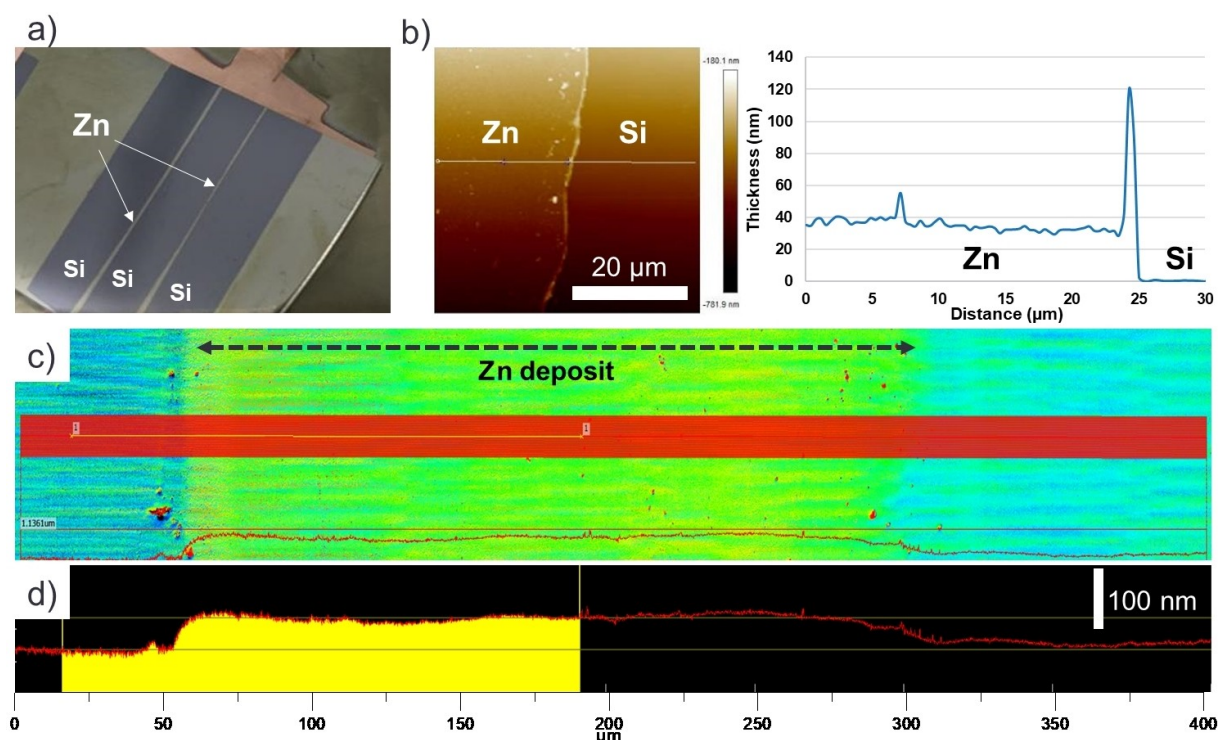 a)
Zn
Si
Si
Si
b)
Zn
Si
20 µm
-180.1 nm
-781.9 nm
Thickness (nm)
140
120
100
80
60
40
20
0
Zn
Si
0 5 10 15 20 25 30
Distance (µm)
c)
Zn deposit
1
1
1.1361um
d)
100 nm
0 50 100 150 200 250 300 350 400
um